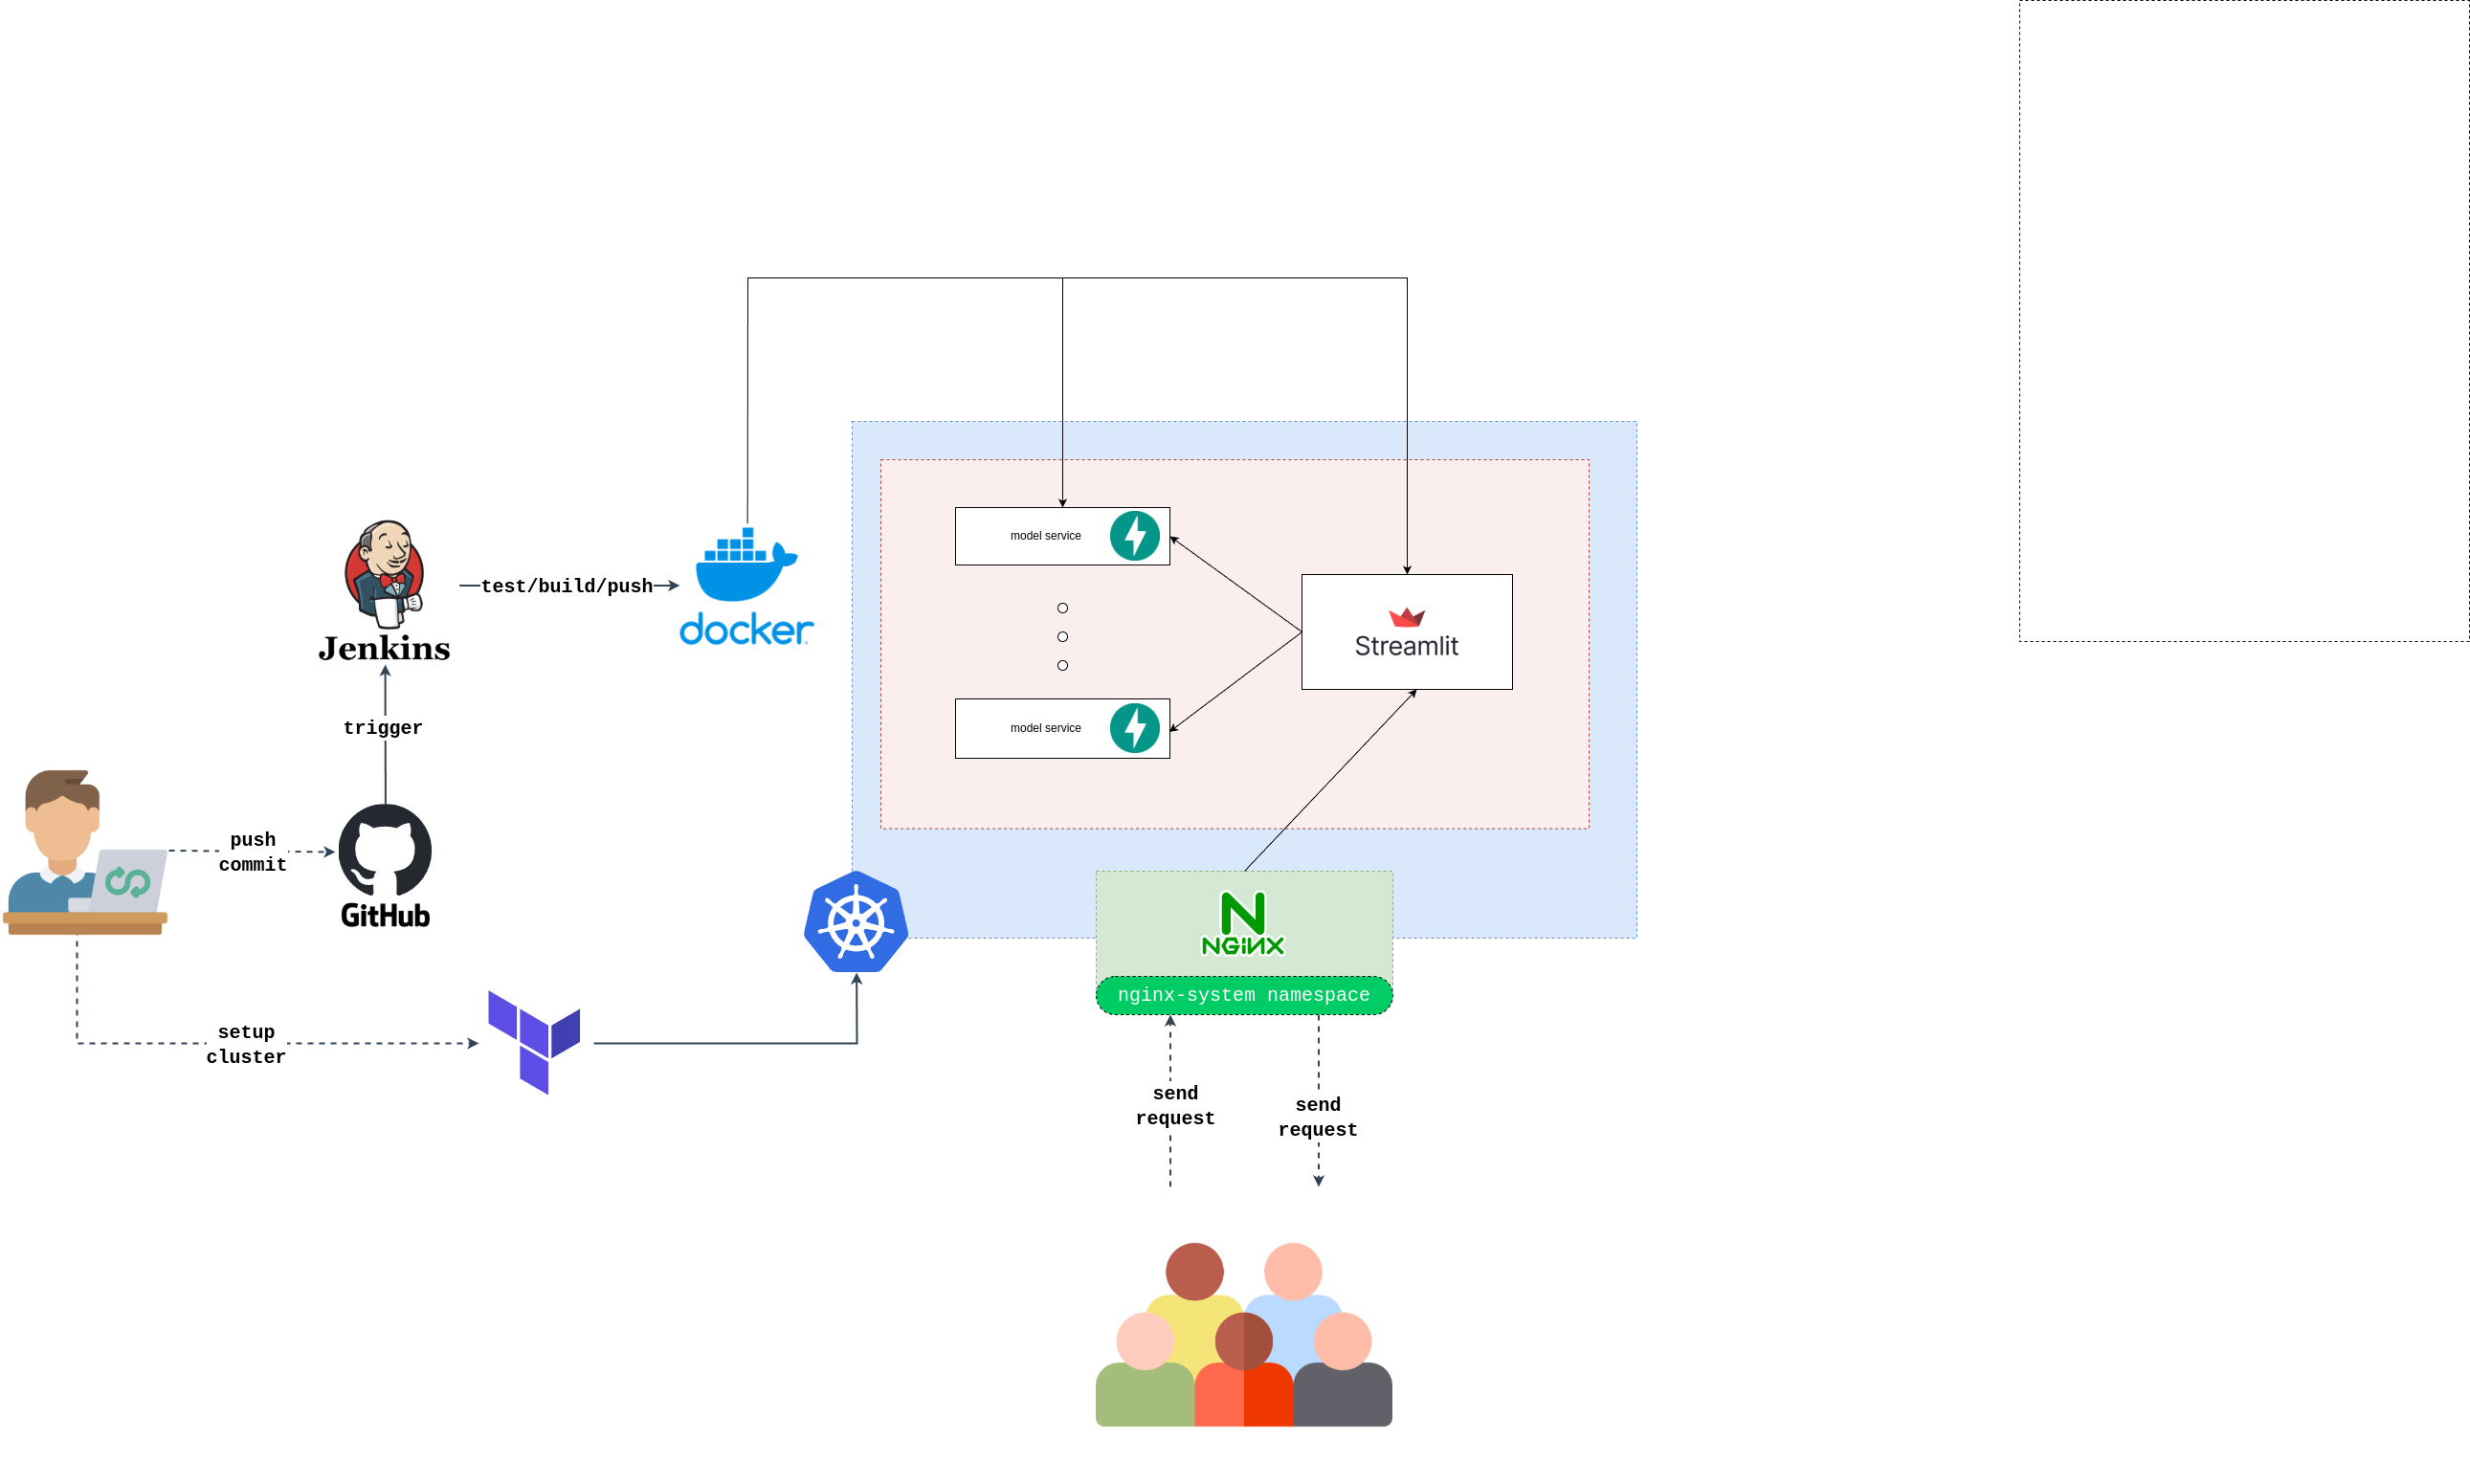 model service
Jenkins
test/build/push
docker
Streamlit
model service
trigger
push
commit
GitHub
NGINX
nginx-system namespace
setup
cluster
send
request
send
request